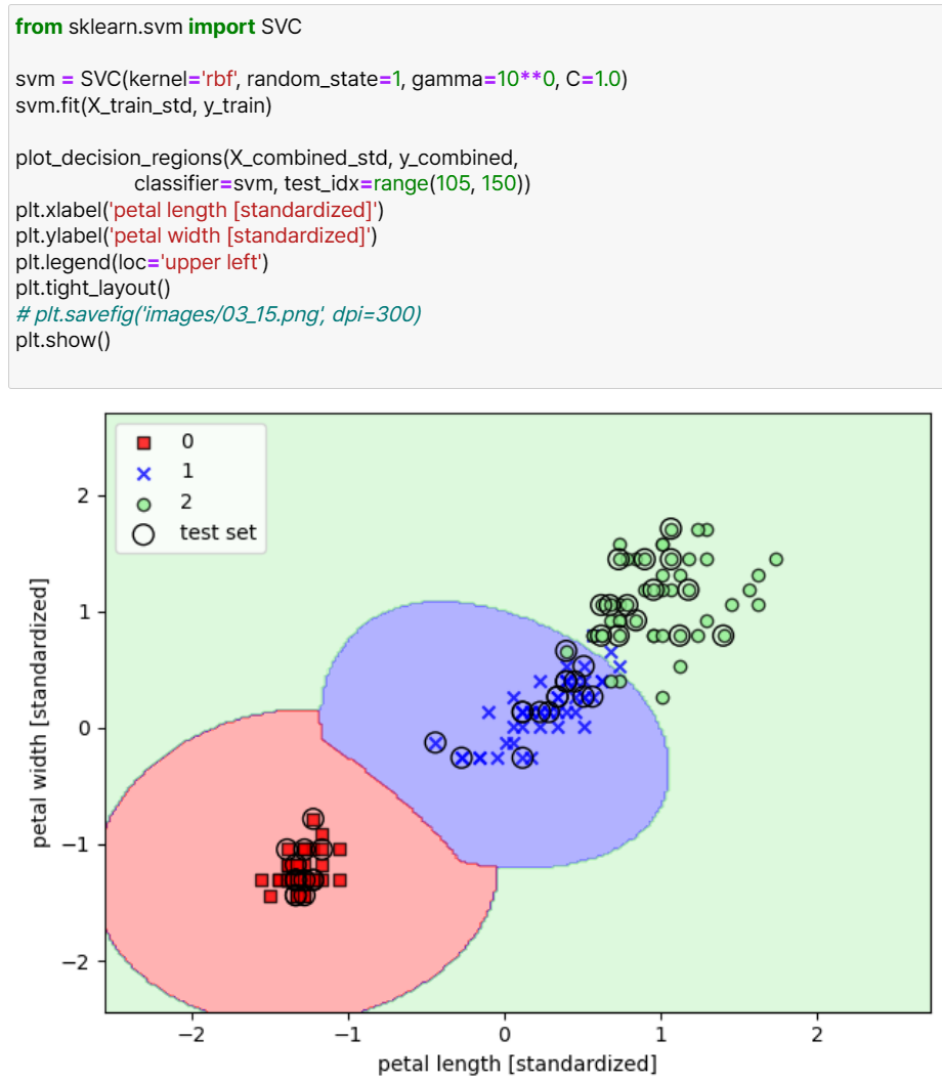 from sklearn.svm import SVC
svm = SVC(kernel='rbf', random_state=1, gamma=10**0, C=1.0)
svm.fit(X_train_std, y_train)
plot_decision_regions(X_combined_std, y_combined,
classifier=svm, test_idx=range(105, 150))
plt.xlabel('petal length [standardized]')
plt.ylabel('petal width [standardized]')
plt.legend(loc='upper left')
plt.tight_layout()
# plt.savefig('images/03_15.png', dpi=300)
plt.show()
0
1
2
test set
2
1
0
−1
−2
petal width [standardized]
−2 −1 0 1 2
petal length [standardized]